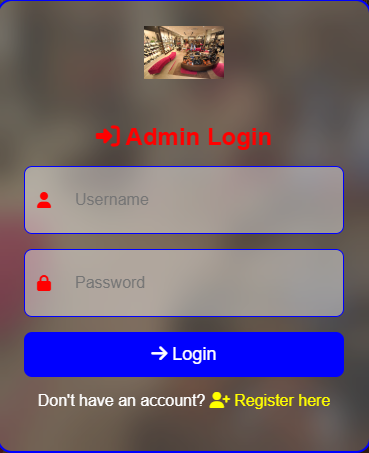 Admin Login
Username
Password
Login
Don't have an account? Register here